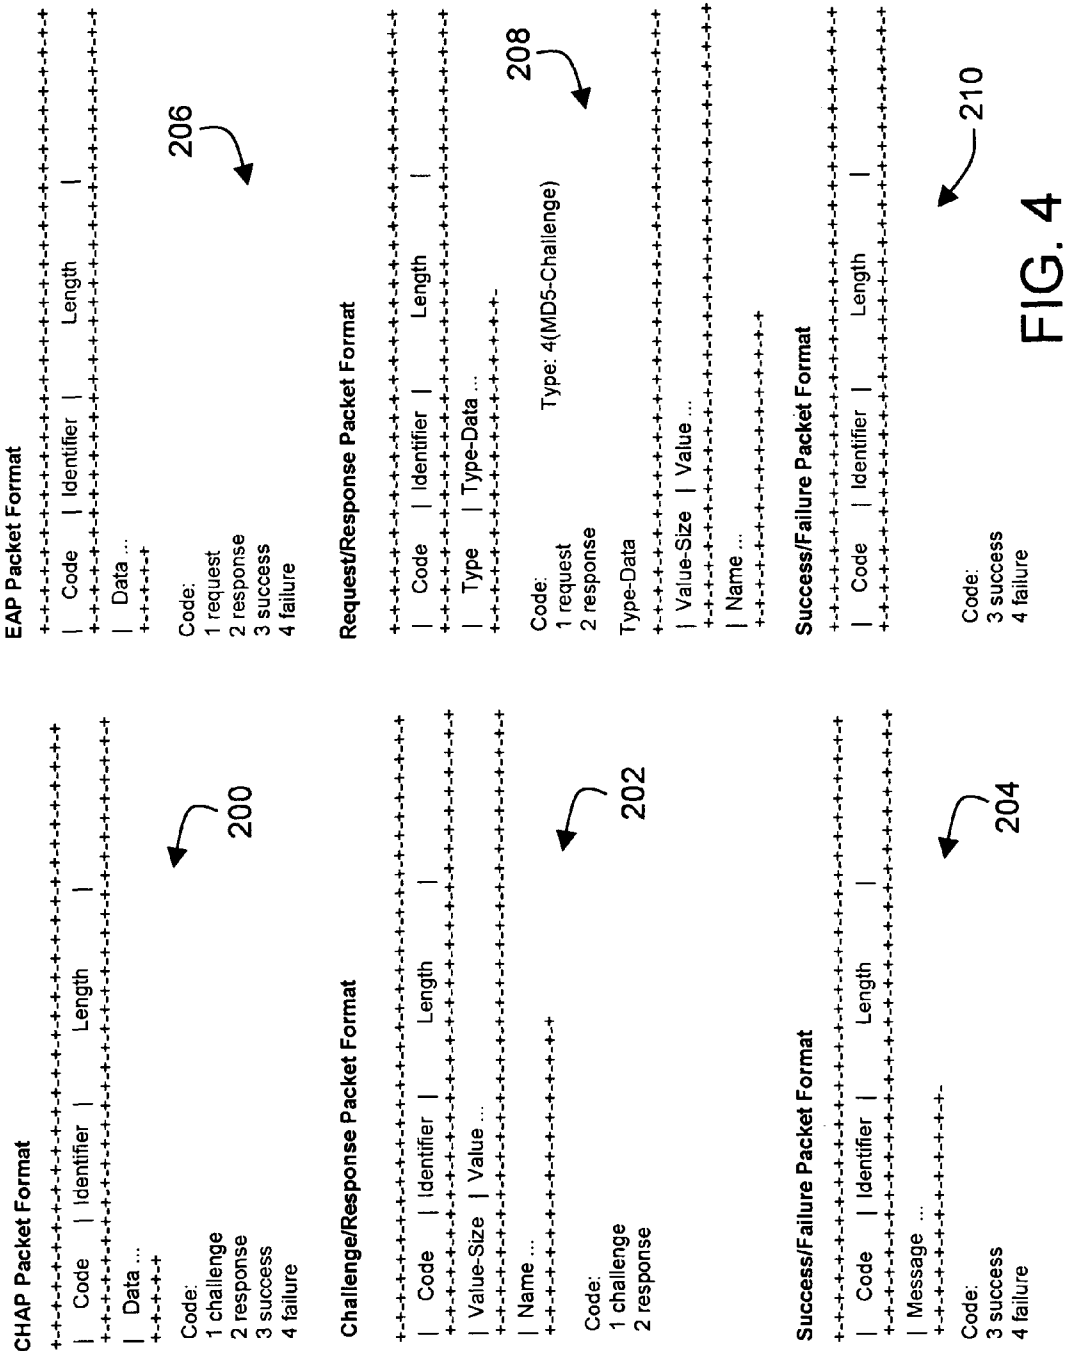 CHAP Packet Format
| Code | Identifier | Length |
| Data ...
Code:
1 challenge
2 response
3 success
4 failure
200
Challenge/Response Packet Format
| Code | Identifier | Length |
| Value-Size | Value ...
| Name ...
Code:
1 challenge
2 response
202
Success/Failure Packet Format
| Code | Identifier | Length |
| Message ...
Code:
3 success
4 failure
204
EAP Packet Format
| Code | Identifier | Length |
| Data ...
Code:
1 request
2 response
3 success
4 failure
206
Request/Response Packet Format
| Code | Identifier | Length |
| Type | Type-Data ...
Code:
1 request
2 response
Type: 4(MD5-Challenge)
208
Type-Data
| Value-Size | Value ...
| Name ...
Success/Failure Packet Format
| Code | Identifier | Length |
Code:
3 success
4 failure
210
FIG. 4